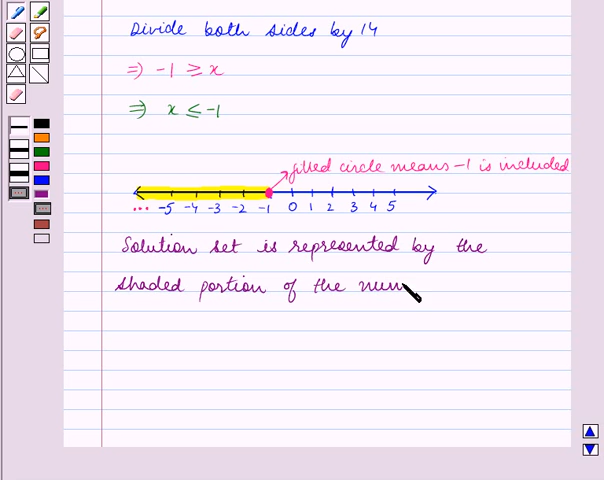 Divide both sides by 14
⇒ -1 ≥ x
⇒ x ≤ -1
filled circle means -1 is included
... -5 -4 -3 -2 -1 0 1 2 3 4 5
Solution set is represented by the
shaded portion of the num